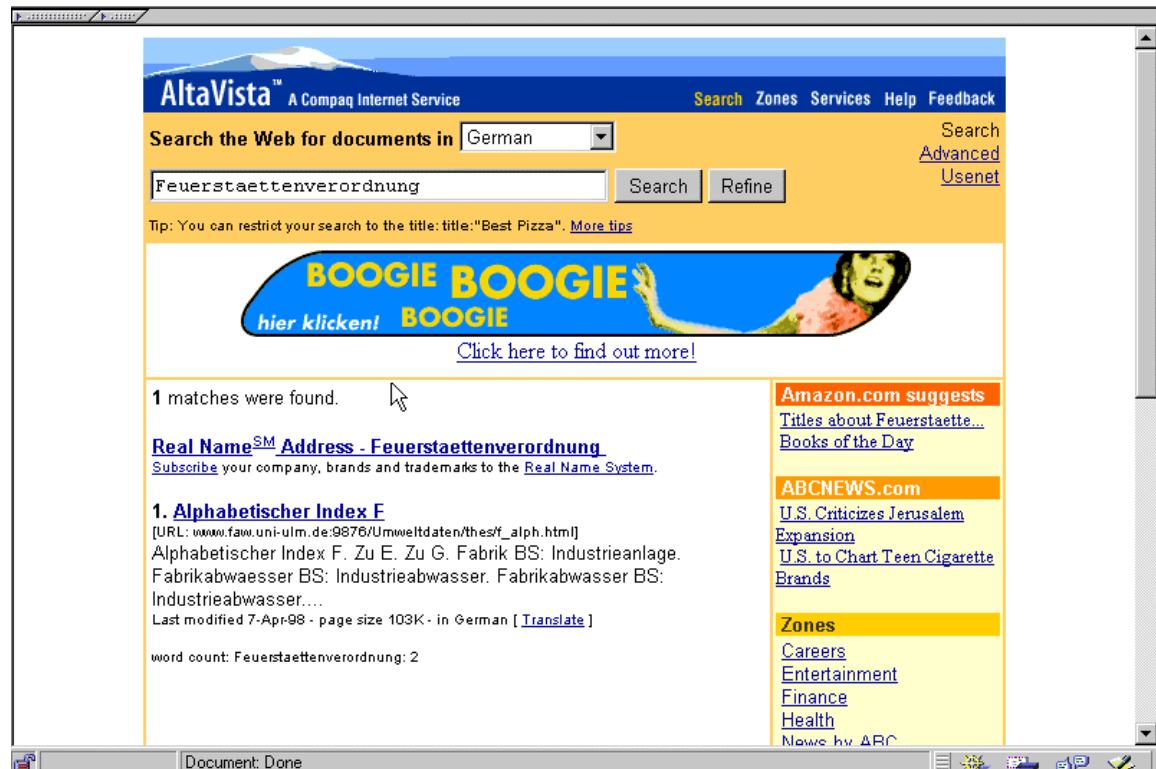 AltaVista™ A Compaq Internet Service
Search Zones Services Help Feedback
Search the Web for documents in German
Search
Advanced
Usenet
Feuerstaettenverordnung Search Refine
Tip: You can restrict your search to the title: title:"Best Pizza". More tips
BOOGIE BOOGIE
hier klicken! BOOGIE
Click here to find out more!
1 matches were found.
Real Name℠ Address - Feuerstaettenverordnung
Subscribe your company, brands and trademarks to the Real Name System.
1. Alphabetischer Index F
[URL: www.faw.uni-ulm.de:9876/Umweltdaten/thes/f_alph.html]
Alphabetischer Index F. Zu E. Zu G. Fabrik BS: Industrieanlage.
Fabrikabwaesser BS: Industrieabwasser. Fabrikabwasser BS:
Industrieabwasser....
Last modified 7-Apr-98 - page size 103K - in German [ Translate ]
word count: Feuerstaettenverordnung: 2
Amazon.com suggests
Titles about Feuerstaette...
Books of the Day
ABCNEWS.com
U.S. Criticizes Jerusalem
Expansion
U.S. to Chart Teen Cigarette
Brands
Zones
Careers
Entertainment
Finance
Health
News by ABC
Document: Done